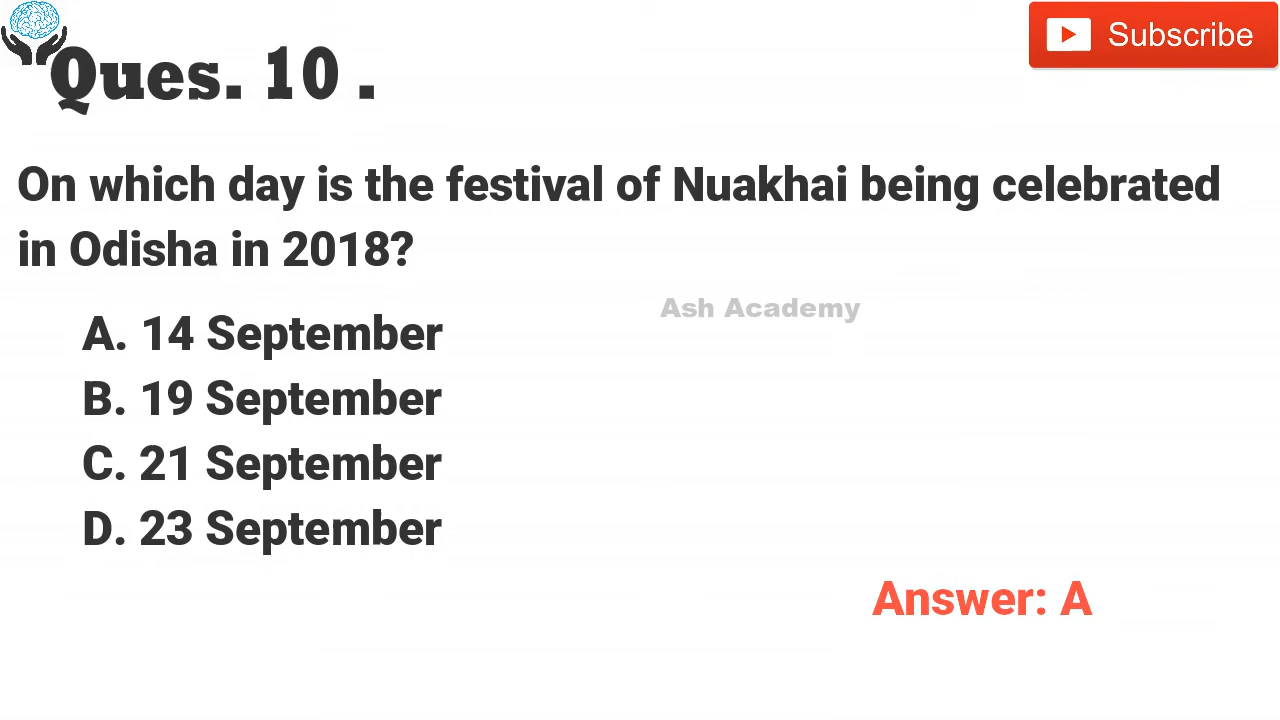 Subscribe
Ques. 10 .
On which day is the festival of Nuakhai being celebrated
in Odisha in 2018?
Ash Academy
A. 14 September
B. 19 September
C. 21 September
D. 23 September
Answer: A